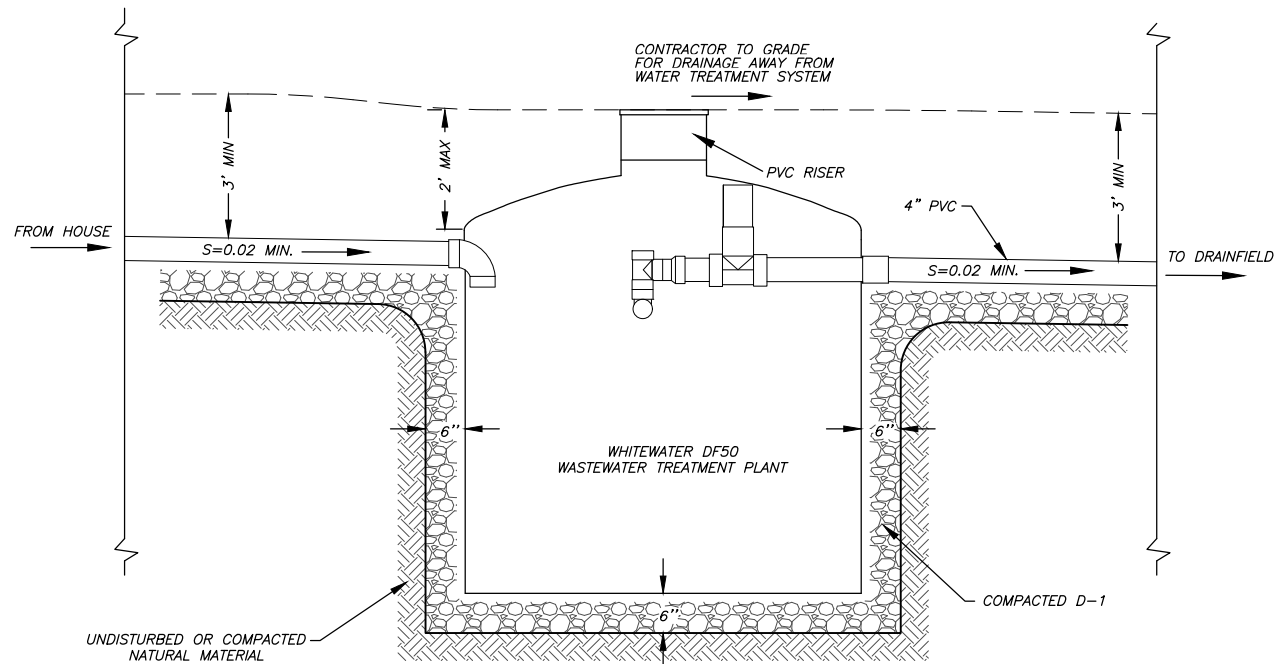 CONTRACTOR TO GRADE
FOR DRAINAGE AWAY FROM
WATER TREATMENT SYSTEM
3' MIN
2' MAX
PVC RISER
3' MIN
4" PVC
FROM HOUSE
S=0.02 MIN.
S=0.02 MIN.
TO DRAINFIELD
6"
6"
WHITEWATER DF50
WASTEWATER TREATMENT PLANT
6"
COMPACTED D-1
UNDISTURBED OR COMPACTED
NATURAL MATERIAL